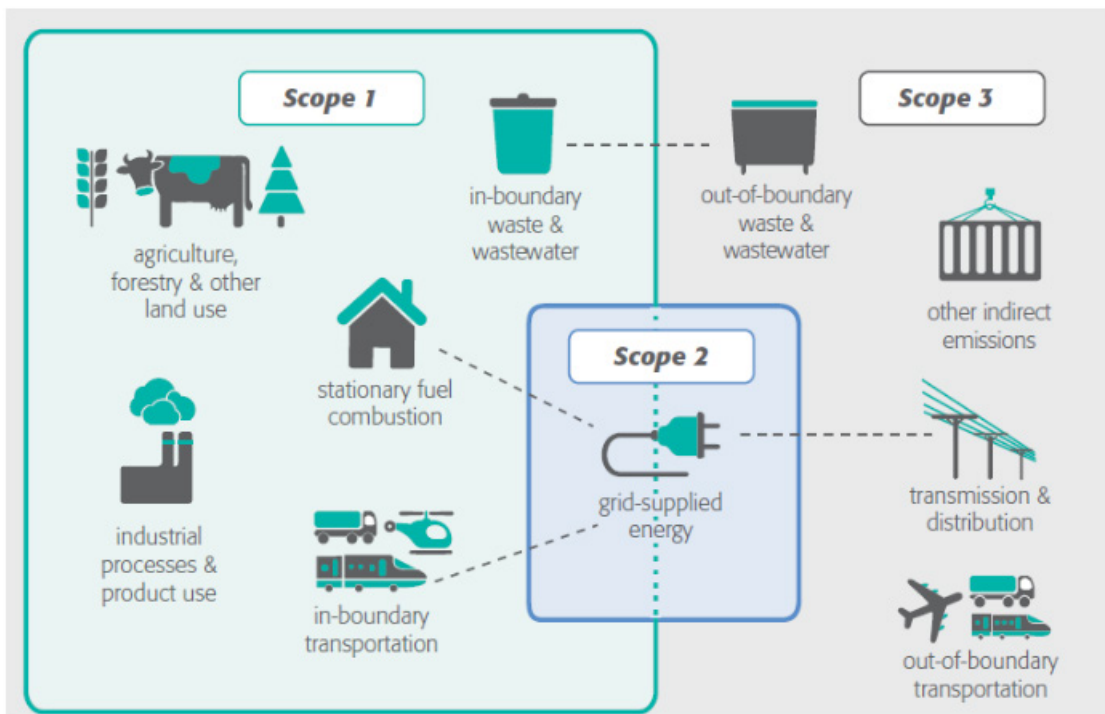 Scope 1
Scope 3
in-boundary
waste &
wastewater
out-of-boundary
waste &
wastewater
agriculture,
forestry & other
land use
other indirect
emissions
Scope 2
stationary fuel
combustion
grid-supplied
energy
transmission &
distribution
industrial
processes &
product use
in-boundary
transportation
out-of-boundary
transportation